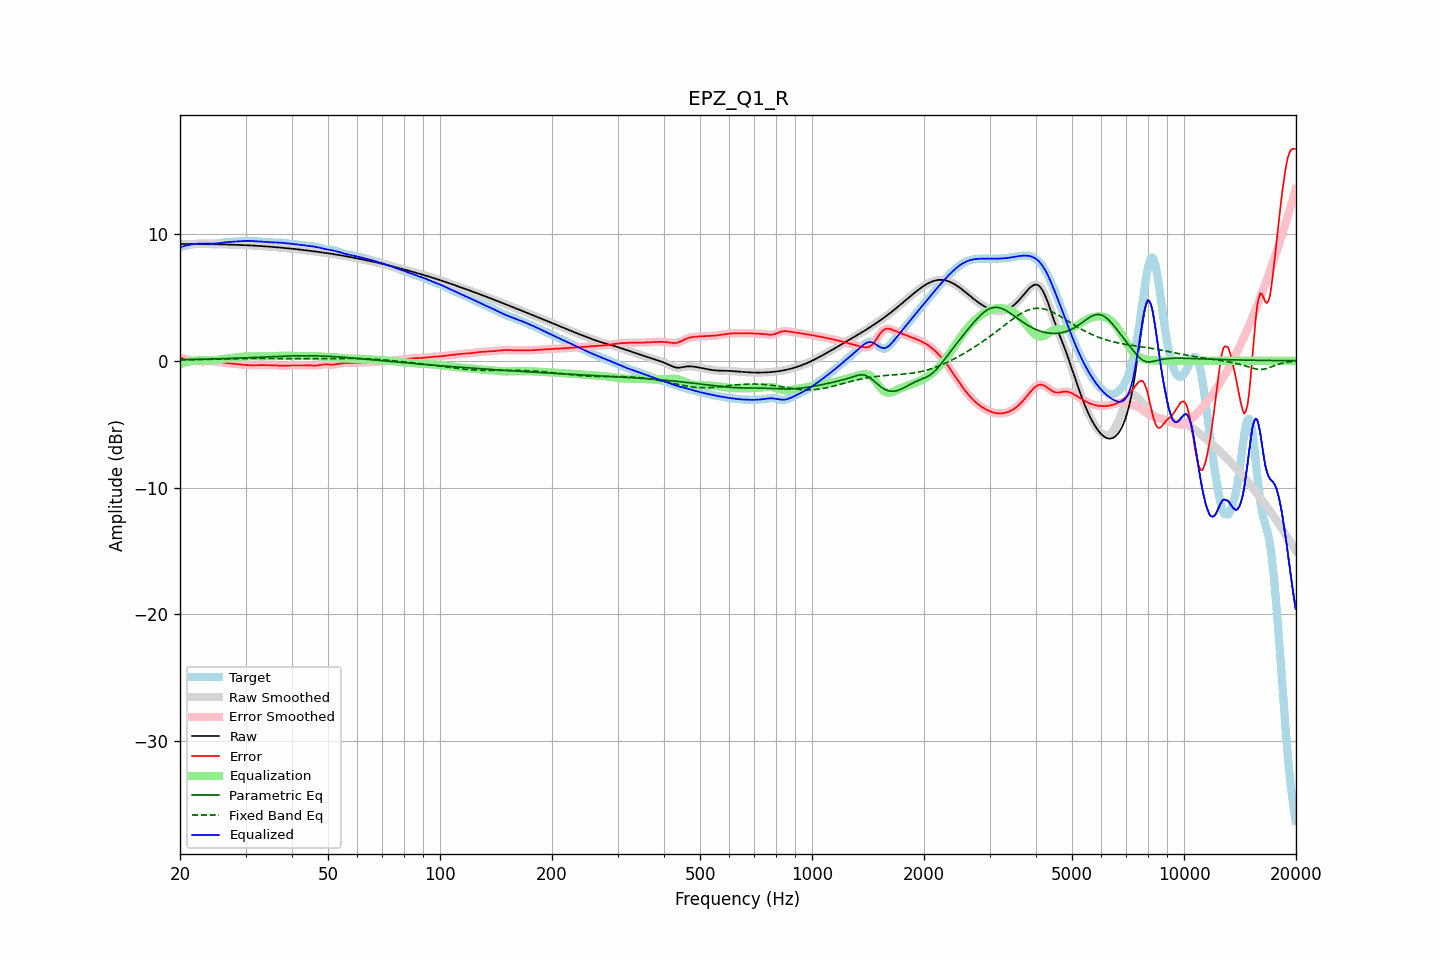 EPZ_Q1_R
Amplitude (dBr)
10
0
−10
−20
−30
Target
Raw Smoothed
Error Smoothed
Raw
Error
Equalization
Parametric Eq
Fixed Band Eq
Equalized
20 50 100 200 500 1000 2000 5000 10000 20000
Frequency (Hz)